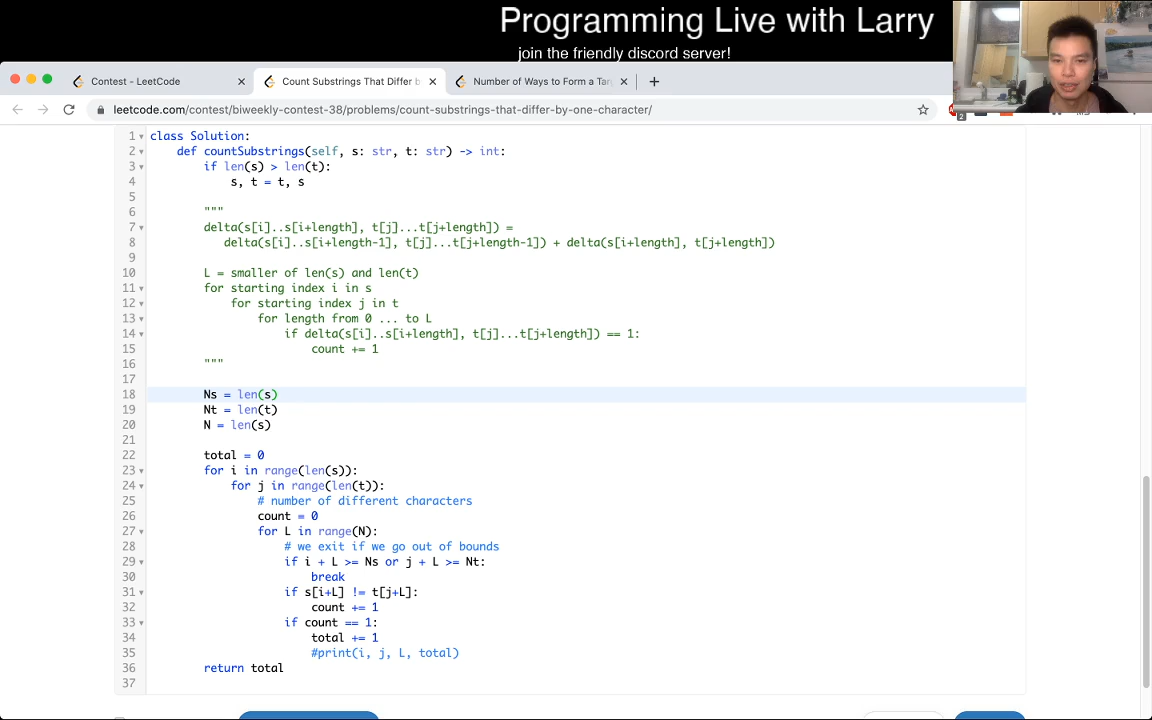 Programming Live with Larry
join the friendly discord server!
Contest - LeetCode
Count Substrings That Differ b
Number of Ways to Form a Tar
leetcode.com/contest/biweekly-contest-38/problems/count-substrings-that-differ-by-one-character/
2
1 class Solution:
2 def countSubstrings(self, s: str, t: str) -> int:
3 if len(s) > len(t):
4 s, t = t, s
5
6 """
7 delta(s[i]..s[i+length], t[j]...t[j+length]) =
8 delta(s[i]..s[i+length-1], t[j]...t[j+length-1]) + delta(s[i+length], t[j+length])
9
10 L = smaller of len(s) and len(t)
11 for starting index i in s
12 for starting index j in t
13 for length from 0 ... to L
14 if delta(s[i]..s[i+length], t[j]...t[j+length]) == 1:
15 count += 1
16 """
17
18 Ns = len(s)
19 Nt = len(t)
20 N = len(s)
21
22 total = 0
23 for i in range(len(s)):
24 for j in range(len(t)):
25 # number of different characters
26 count = 0
27 for L in range(N):
28 # we exit if we go out of bounds
29 if i + L >= Ns or j + L >= Nt:
30 break
31 if s[i+L] != t[j+L]:
32 count += 1
33 if count == 1:
34 total += 1
35 #print(i, j, L, total)
36 return total
37